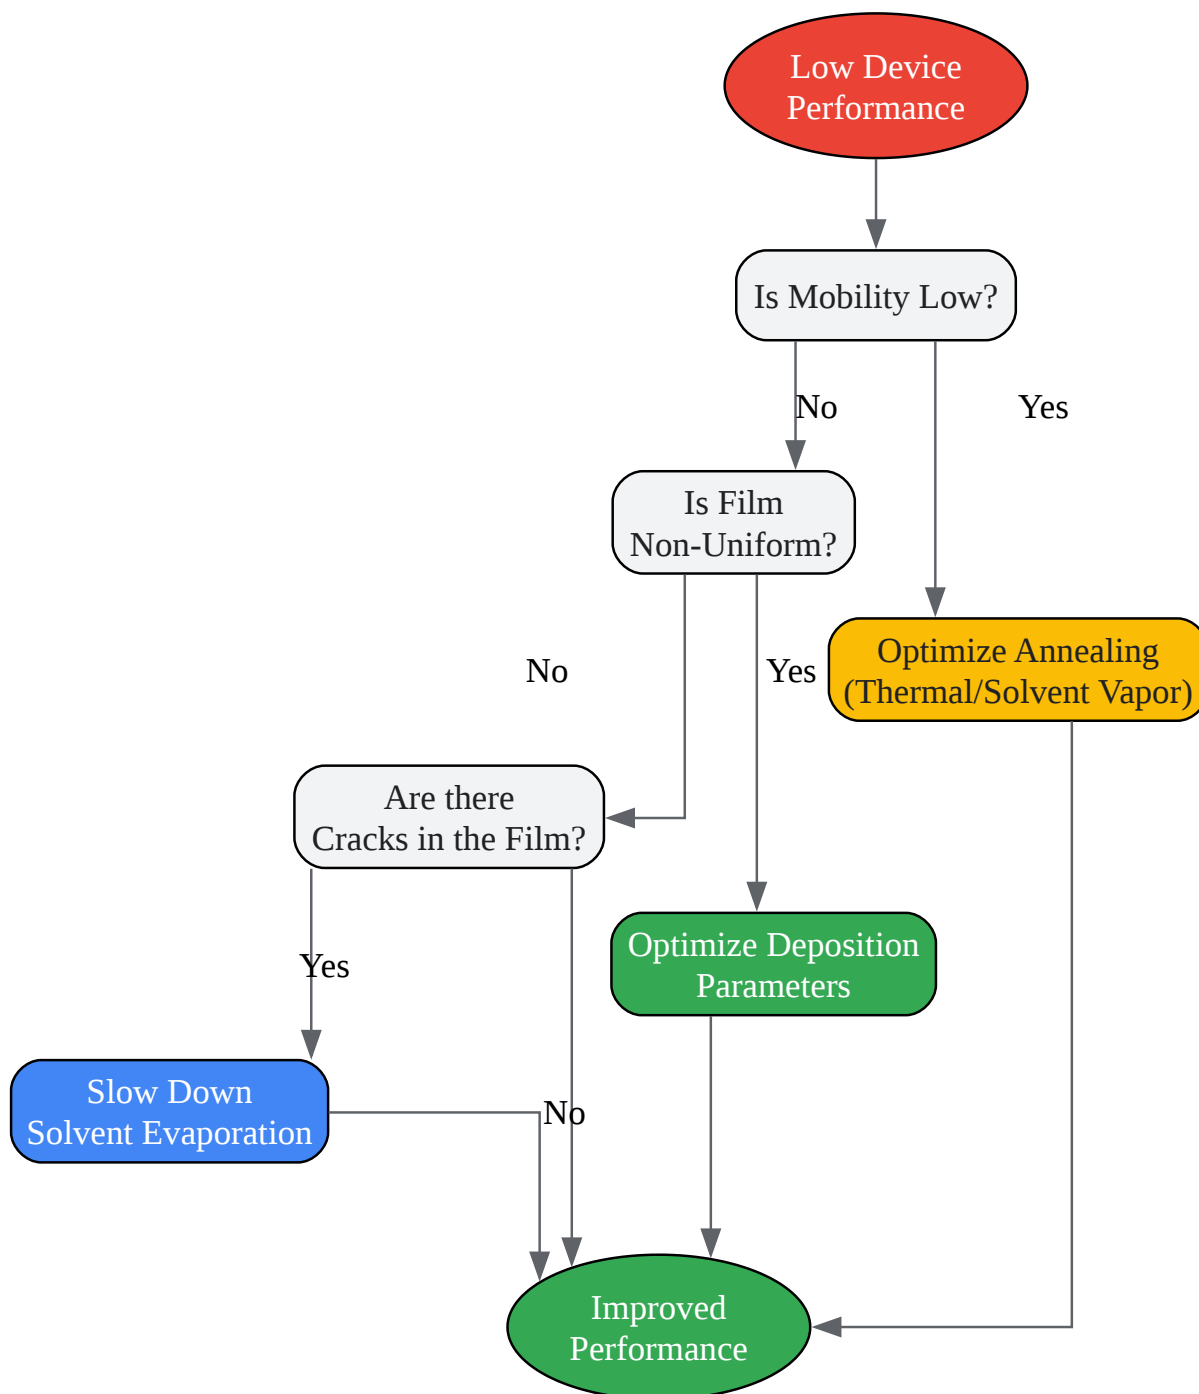 Low Device
Performance
Is Mobility Low?
No
Yes
Is Film
Non-Uniform?
Optimize Annealing
(Thermal/Solvent Vapor)
No
Yes
Are there
Cracks in the Film?
Optimize Deposition
Parameters
Yes
Slow Down
Solvent Evaporation
No
Improved
Performance